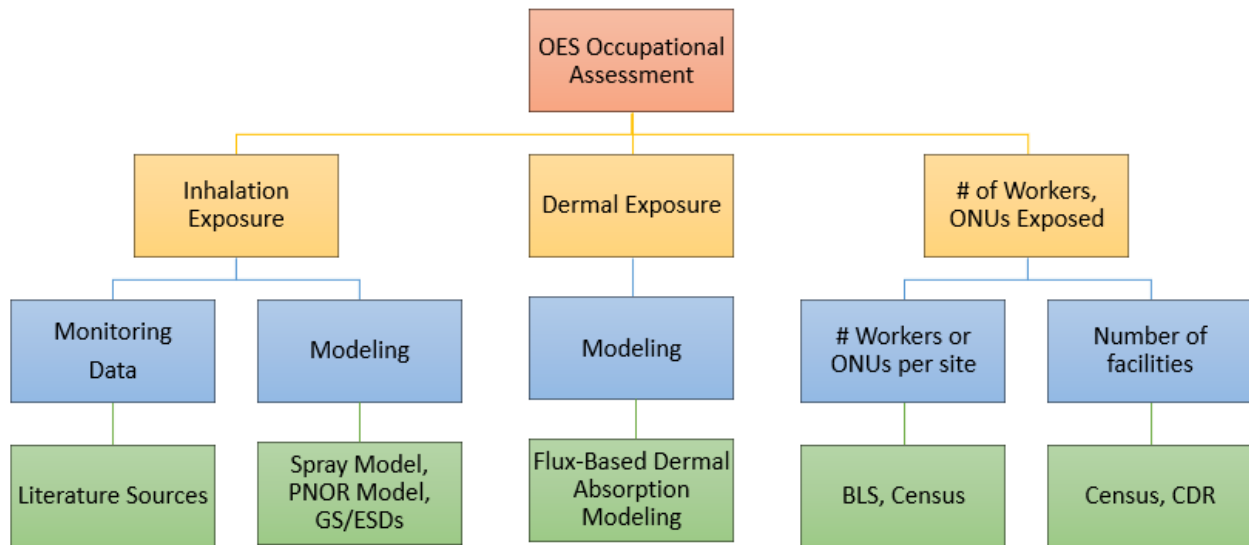 OES Occupational
Assessment
Inhalation
Exposure
Dermal Exposure
# of Workers,
ONUs Exposed
Monitoring
Data
Modeling
Modeling
# Workers or
ONUs per site
Number of
facilities
Literature Sources
Spray Model,
PNOR Model,
GS/ESDs
Flux-Based Dermal
Absorption
Modeling
BLS, Census
Census, CDR